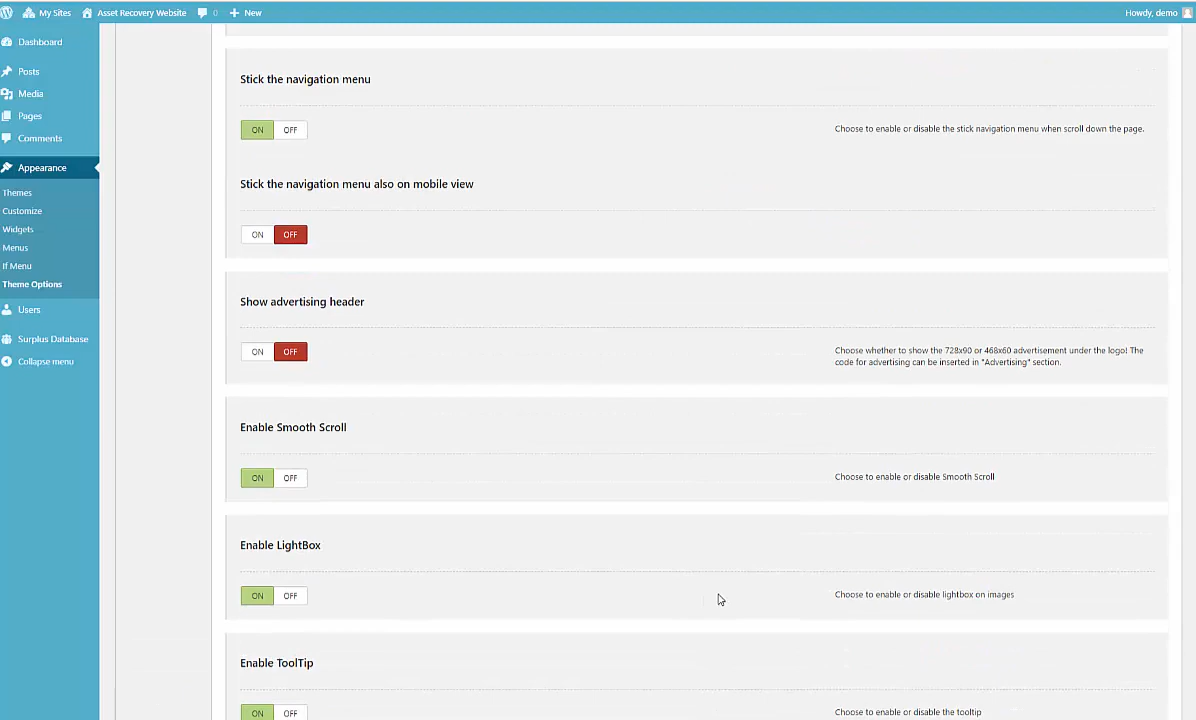 My Sites Asset Recovery Website 0 New Howdy, demo
Dashboard
Posts
Media
Pages
Comments
Appearance
Themes
Customize
Widgets
Menus
If Menu
Theme Options
Users
Surplus Database
Collapse menu
Stick the navigation menu
ON OFF
Choose to enable or disable the stick navigation menu when scroll down the page.
Stick the navigation menu also on mobile view
ON OFF
Show advertising header
ON OFF
Choose whether to show the 728x90 or 468x60 advertisement under the logo! The
code for advertising can be inserted in "Advertising" section.
Enable Smooth Scroll
ON OFF
Choose to enable or disable Smooth Scroll
Enable LightBox
ON OFF
Choose to enable or disable lightbox on images
Enable ToolTip
ON OFF
Choose to enable or disable the tooltip